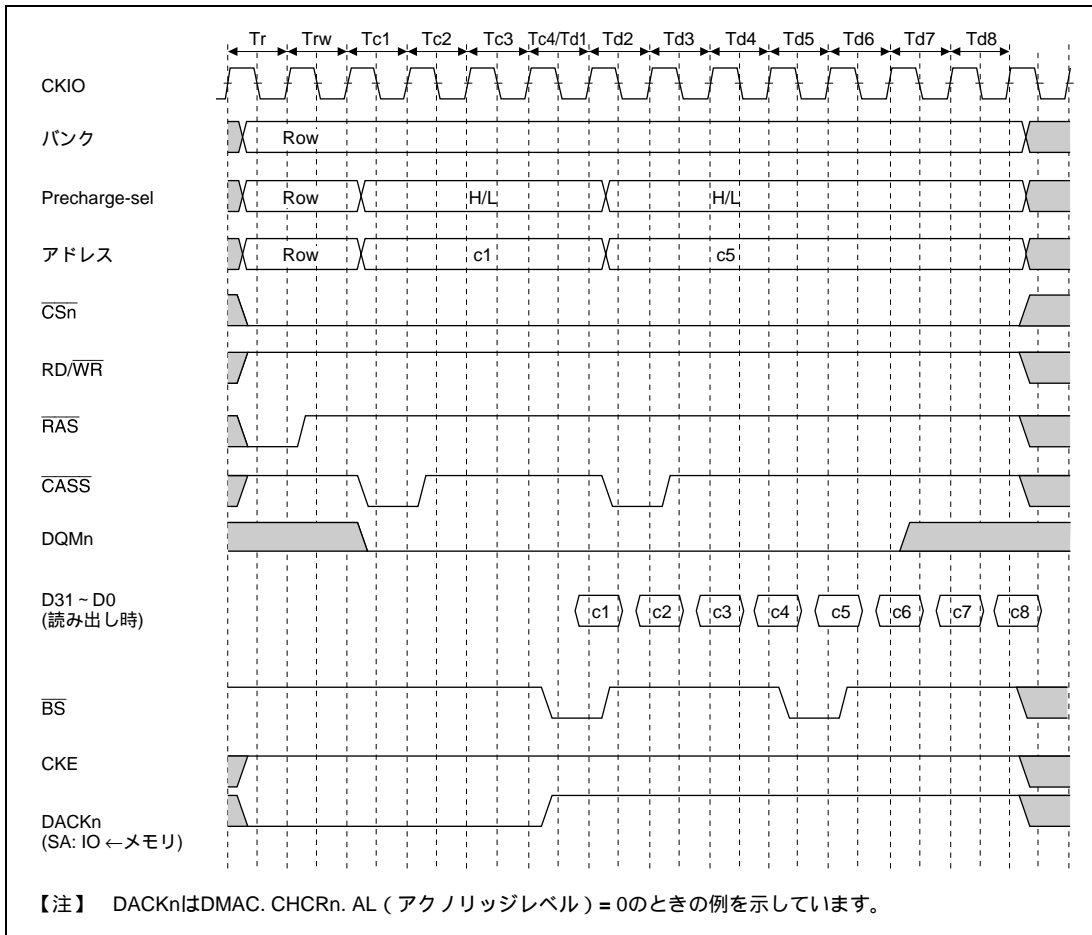 Tr Trw Tc1 Tc2 Tc3 Tc4/Td1 Td2 Td3 Td4 Td5 Td6 Td7 Td8
CKIO
バンク Row
Precharge-sel Row H/L H/L
アドレス Row c1 c5
CSn
RD/WR
RAS
CASS
DQMn
D31～D0
(読み出し時)
c1 c2 c3 c4 c5 c6 c7 c8
BS
CKE
DACKn
(SA: IO ←メモリ)
【注】 DACKnはDMAC. CHCRn. AL（アクノリッジレベル）= 0のときの例を示しています。